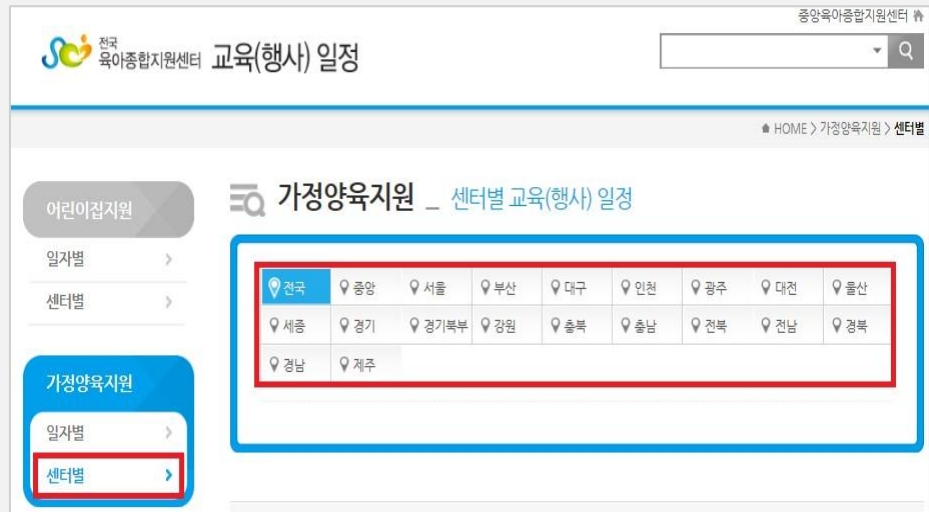 중앙육아종합지원센터
전국
육아종합지원센터 교육(행사) 일정
HOME > 가정양육지원 > 센터별
어린이집지원
일자별
센터별
가정양육지원
일자별
센터별
가정양육지원 _ 센터별 교육(행사) 일정
전국 중앙 서울 부산 대구 인천 광주 대전 울산
세종 경기 경기북부 강원 충북 충남 전북 전남 경북
경남 제주